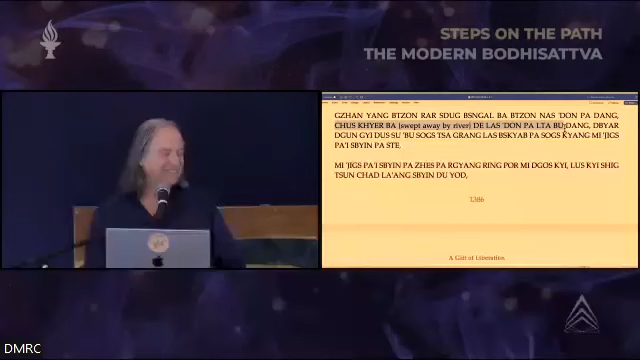 STEPS ON THE PATH
THE MODERN BODHISATTVA
GZHAN YANG BTZON RAR SDUG BSNGAL BA BTZON NAS 'DON PA DANG,
CHUS KHYER BA (swept away by river) DE LAS 'DON PA LTA BU DANG, DBYAR
DGUN GYI DUS SU 'BU SOGS TSA GRANG LAS BSKYAB PA SOGS KYANG MI 'JIGS
PA'I SBYIN PA STE.
MI 'JIGS PA'I SBYIN PA ZHES PA RGYANG RING POR MI DGOS KYI, LUS KYI SHIG
TSUN CHAD LA'ANG SBYIN DU YOD,
A Gift of Liberation,
DMRC